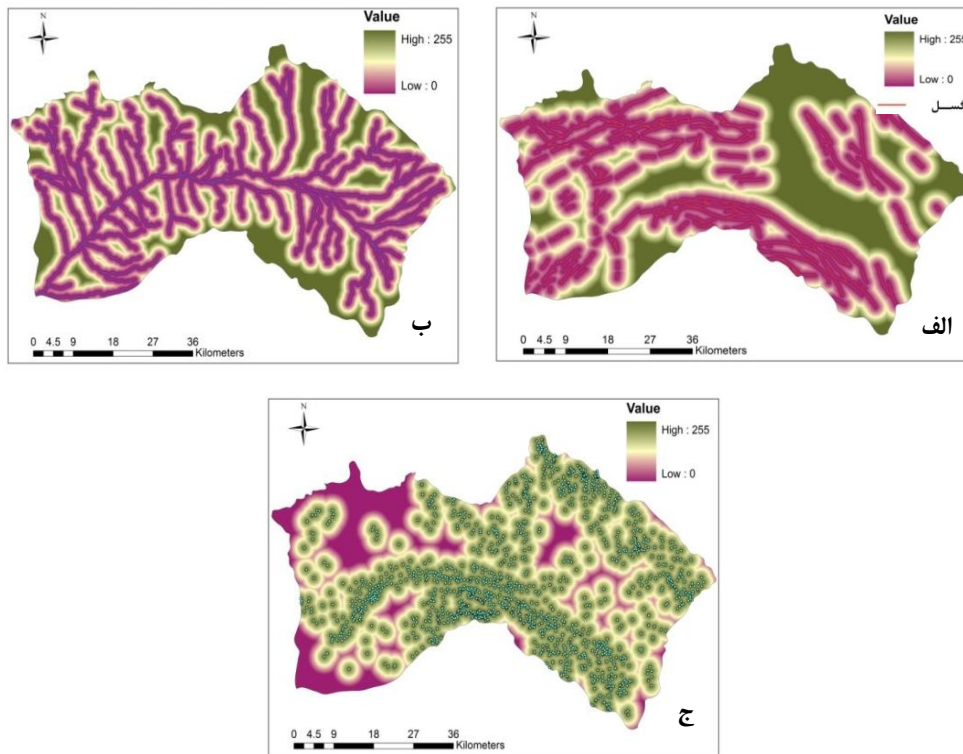 Value
High : 255
Low : 0
N
ب
0 4.5 9 18 27 36
Kilometers
Value
High : 255
Low : 0
گسل
N
الف
0 4.5 9 18 27 36
Kilometers
Value
High : 255
Low : 0
N
ج
0 4.5 9 18 27 36
Kilometers